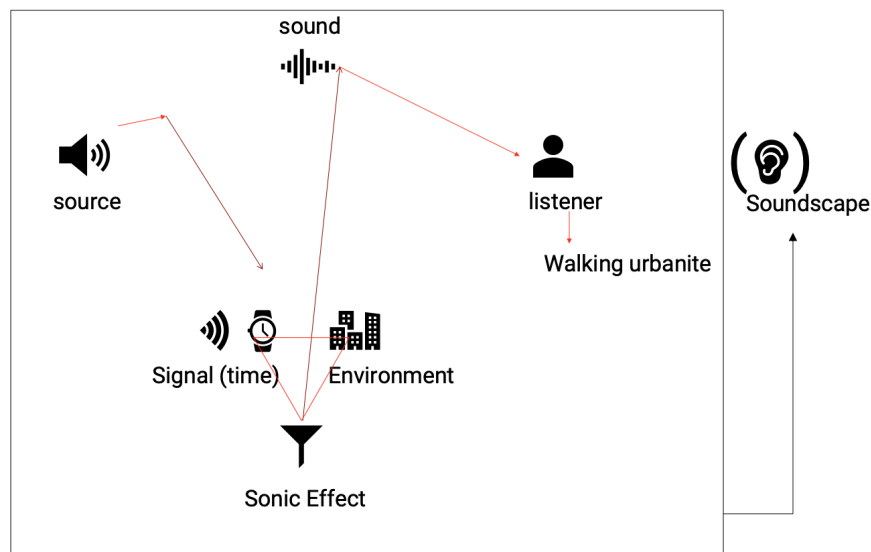 sound
source
listener
Soundscape
Walking urbanite
Signal (time)
Environment
Sonic Effect